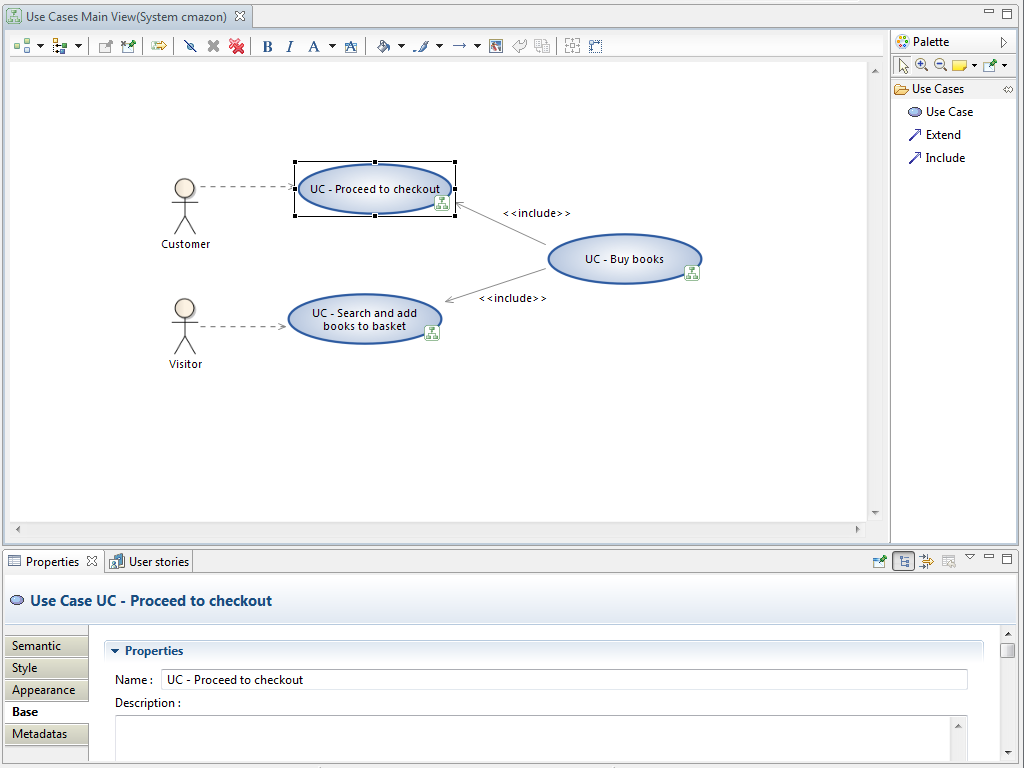 Use Cases Main View(System cmazon)
B I A A
Palette
Use Cases
Use Case
Extend
Include
UC - Proceed to checkout
Customer
<<include>>
UC - Buy books
<<include>>
UC - Search and add
books to basket
Visitor
Properties
User stories
Use Case UC - Proceed to checkout
Semantic
Style
Appearance
Base
Metadatas
Properties
Name : UC - Proceed to checkout
Description :